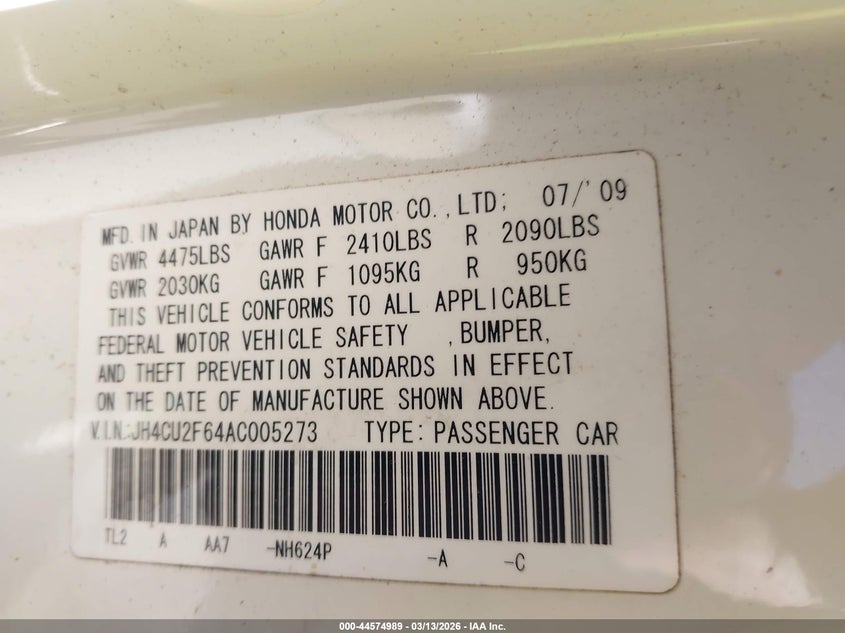 MFD. IN JAPAN BY HONDA MOTOR CO.,LTD; 07/'09
GVWR 4475LBS GAWR F 2410LBS R 2090LBS
GVWR 2030KG GAWR F 1095KG R 950KG
THIS VEHICLE CONFORMS TO ALL APPLICABLE
FEDERAL MOTOR VEHICLE SAFETY ,BUMPER,
AND THEFT PREVENTION STANDARDS IN EFFECT
ON THE DATE OF MANUFACTURE SHOWN ABOVE.
V.I.N.:JH4CU2F64AC005273 TYPE: PASSENGER CAR
TL2 A AA7 -NH624P -A -C
000-44574989 - 03/13/2026 - IAA Inc.